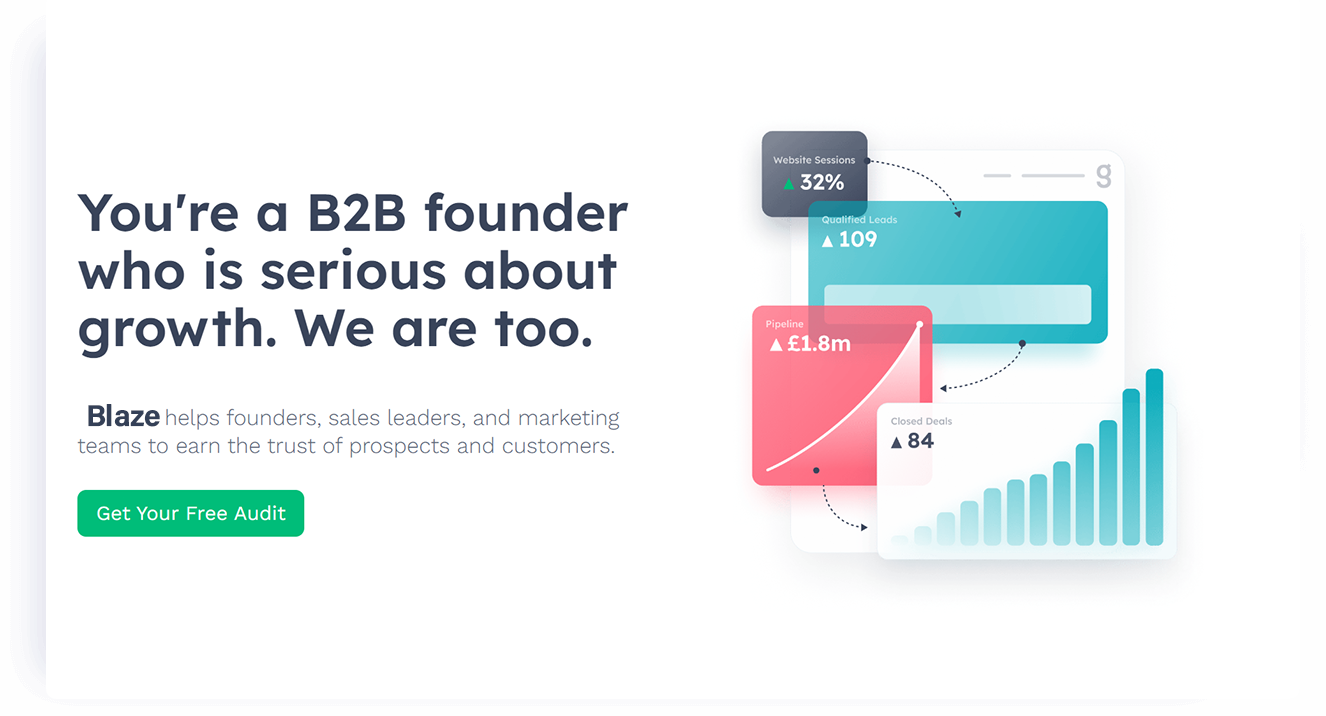 You're a B2B founder
who is serious about
growth. We are too.
Blaze helps founders, sales leaders, and marketing
teams to earn the trust of prospects and customers.
Get Your Free Audit
Website Sessions
▲ 32%
g
Qualified Leads
▲ 109
Pipeline
▲ £1.8m
Closed Deals
▲ 84